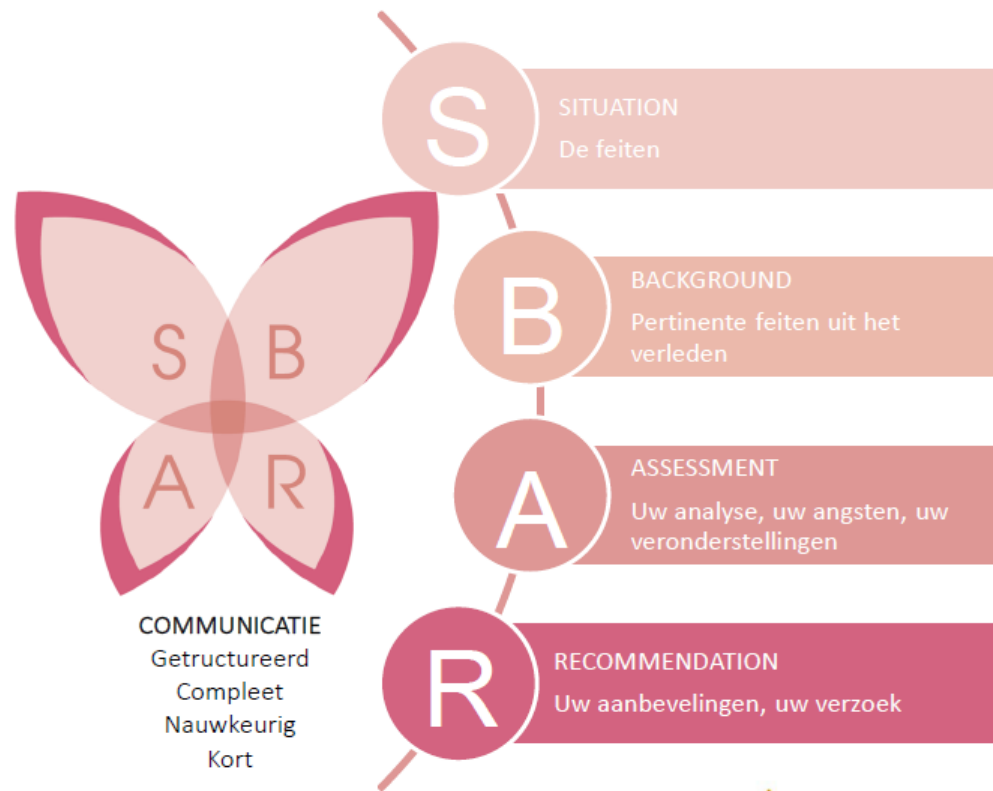 S
B
A
R
COMMUNICATIE
Getructureerd
Compleet
Nauwkeurig
Kort
S
SITUATION
De feiten
B
BACKGROUND
Pertinente feiten uit het
verleden
A
ASSESSMENT
Uw analyse, uw angsten, uw
veronderstellingen
R
RECOMMENDATION
Uw aanbevelingen, uw verzoek